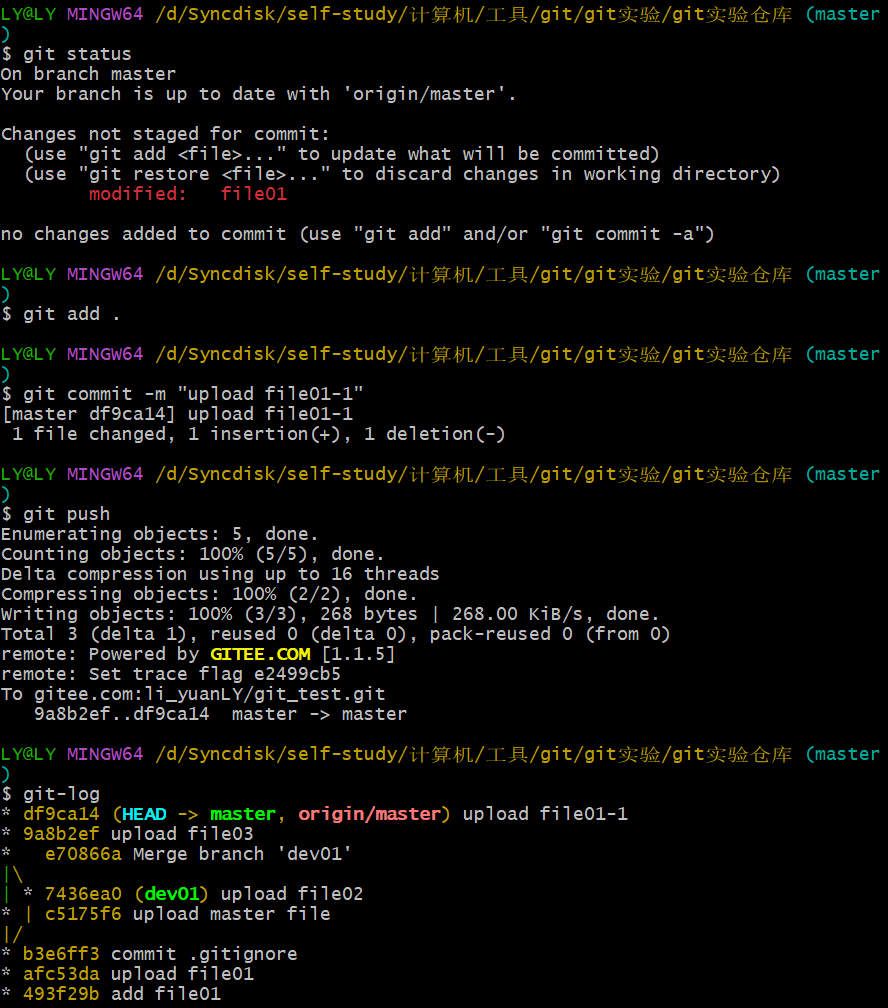 LY@LY MINGW64 /d/Syncdisk/self-study/计算机/工具/git/git实验/git实验仓库 (master
)
$ git status
On branch master
Your branch is up to date with 'origin/master'.

Changes not staged for commit:
  (use "git add <file>..." to update what will be committed)
  (use "git restore <file>..." to discard changes in working directory)
        modified:   file01

no changes added to commit (use "git add" and/or "git commit -a")

LY@LY MINGW64 /d/Syncdisk/self-study/计算机/工具/git/git实验/git实验仓库 (master
)
$ git add .

LY@LY MINGW64 /d/Syncdisk/self-study/计算机/工具/git/git实验/git实验仓库 (master
)
$ git commit -m "upload file01-1"
[master df9ca14] upload file01-1
 1 file changed, 1 insertion(+), 1 deletion(-)

LY@LY MINGW64 /d/Syncdisk/self-study/计算机/工具/git/git实验/git实验仓库 (master
)
$ git push
Enumerating objects: 5, done.
Counting objects: 100% (5/5), done.
Delta compression using up to 16 threads
Compressing objects: 100% (2/2), done.
Writing objects: 100% (3/3), 268 bytes | 268.00 KiB/s, done.
Total 3 (delta 1), reused 0 (delta 0), pack-reused 0 (from 0)
remote: Powered by GITEE.COM [1.1.5]
remote: Set trace flag e2499cb5
To gitee.com:li_yuanLY/git_test.git
   9a8b2ef..df9ca14  master -> master

LY@LY MINGW64 /d/Syncdisk/self-study/计算机/工具/git/git实验/git实验仓库 (master
)
$ git-log
* df9ca14 (HEAD -> master, origin/master) upload file01-1
* 9a8b2ef upload file03
*   e70866a Merge branch 'dev01'
|\
| * 7436ea0 (dev01) upload file02
* | c5175f6 upload master file
|/
* b3e6ff3 commit .gitignore
* afc53da upload file01
* 493f29b add file01